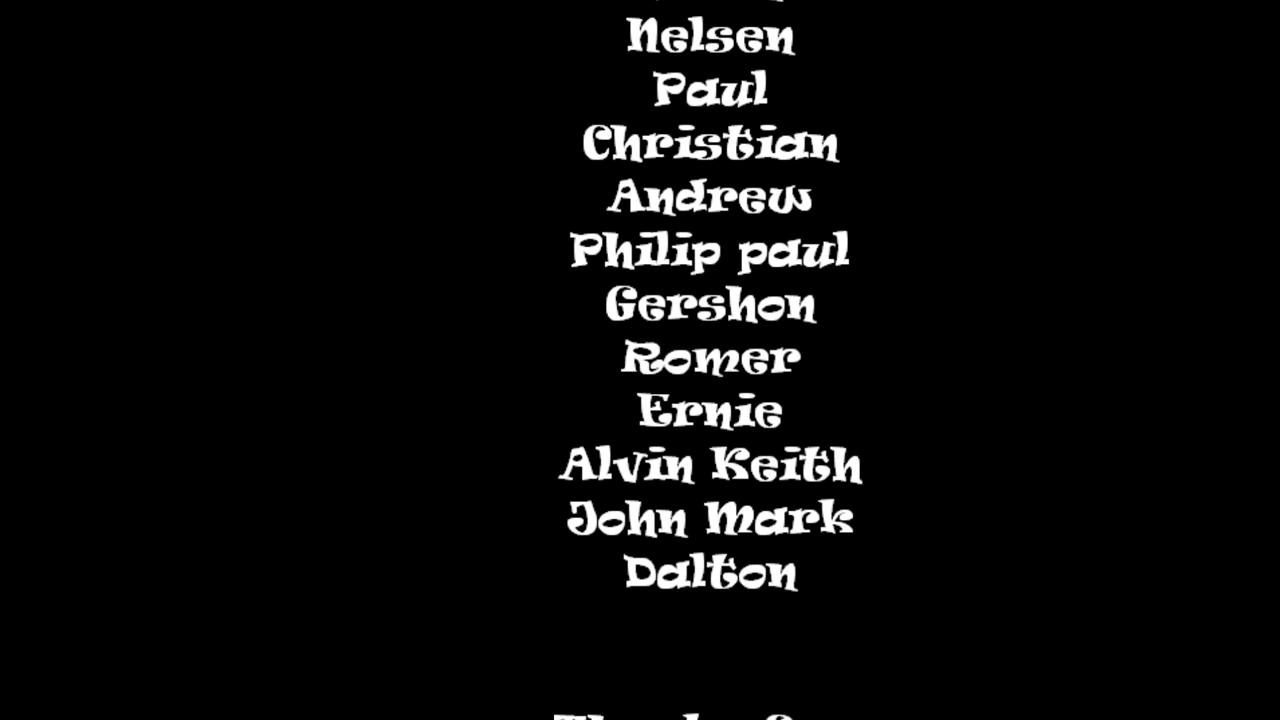 Nelsen
Paul
Christian
Andrew
Philip paul
Gershon
Romer
Ernie
Alvin Keith
John Mark
Dalton